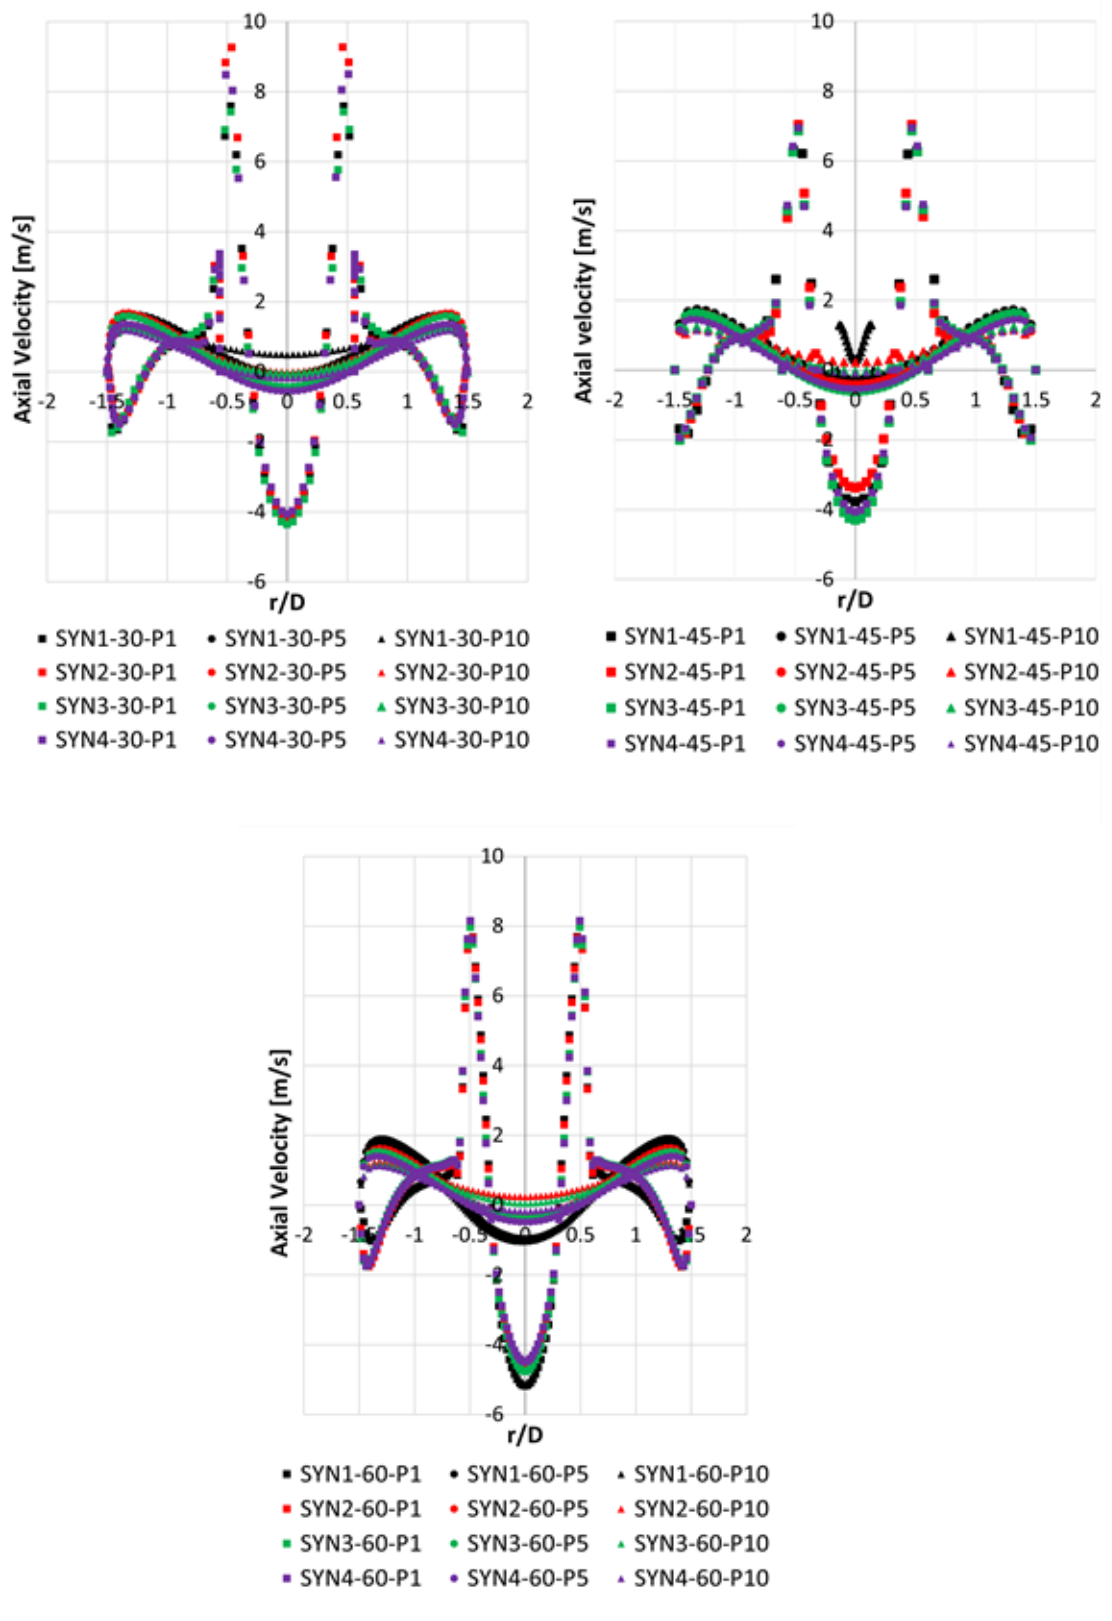 10
8
6
4
2
0
-2
-4
-6
-2 -1.5 -1 -0.5 0 0.5 1 1.5 2
Axial Velocity [m/s]
r/D
SYN1-30-P1 SYN1-30-P5 SYN1-30-P10
SYN2-30-P1 SYN2-30-P5 SYN2-30-P10
SYN3-30-P1 SYN3-30-P5 SYN3-30-P10
SYN4-30-P1 SYN4-30-P5 SYN4-30-P10
10
8
6
4
2
0
-2
-4
-6
-2 -1.5 -1 -0.5 0 0.5 1 1.5 2
Axial velocity [m/s]
r/D
SYN1-45-P1 SYN1-45-P5 SYN1-45-P10
SYN2-45-P1 SYN2-45-P5 SYN2-45-P10
SYN3-45-P1 SYN3-45-P5 SYN3-45-P10
SYN4-45-P1 SYN4-45-P5 SYN4-45-P10
10
8
6
4
2
0
-2
-4
-6
-2 -1.5 -1 -0.5 0 0.5 1 1.5 2
Axial Velocity [m/s]
r/D
SYN1-60-P1 SYN1-60-P5 SYN1-60-P10
SYN2-60-P1 SYN2-60-P5 SYN2-60-P10
SYN3-60-P1 SYN3-60-P5 SYN3-60-P10
SYN4-60-P1 SYN4-60-P5 SYN4-60-P10